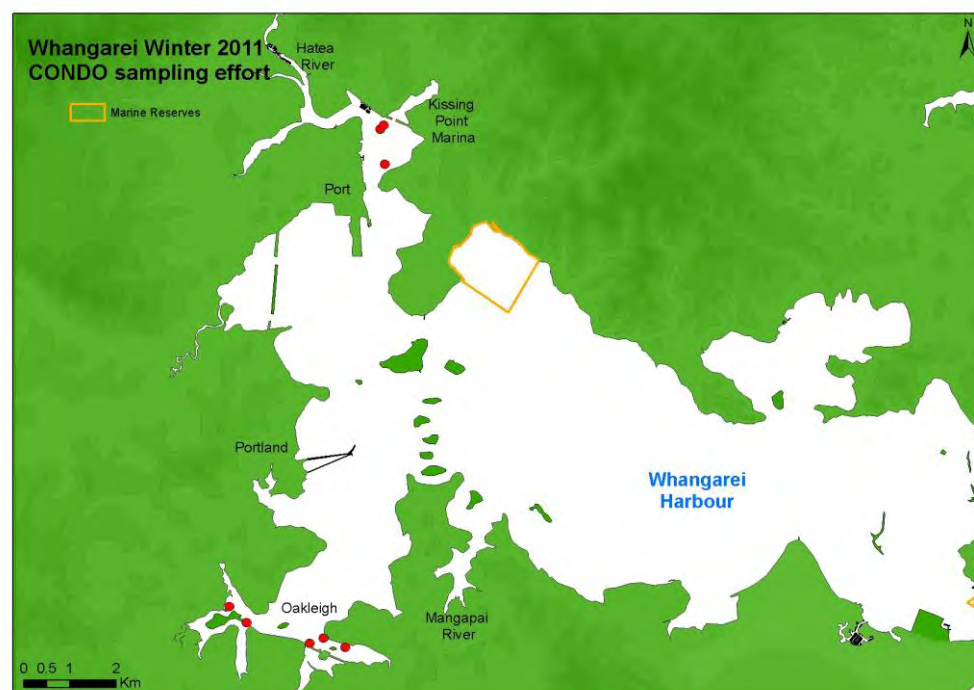 Whangarei Winter 2011
CONDO sampling effort
Marine Reserves
Hatea
River
Kissing
Point
Marina
N
Port
Portland
Whangarei
Harbour
Oakleigh
Mangapai
River
0 0.5 1 2
Km